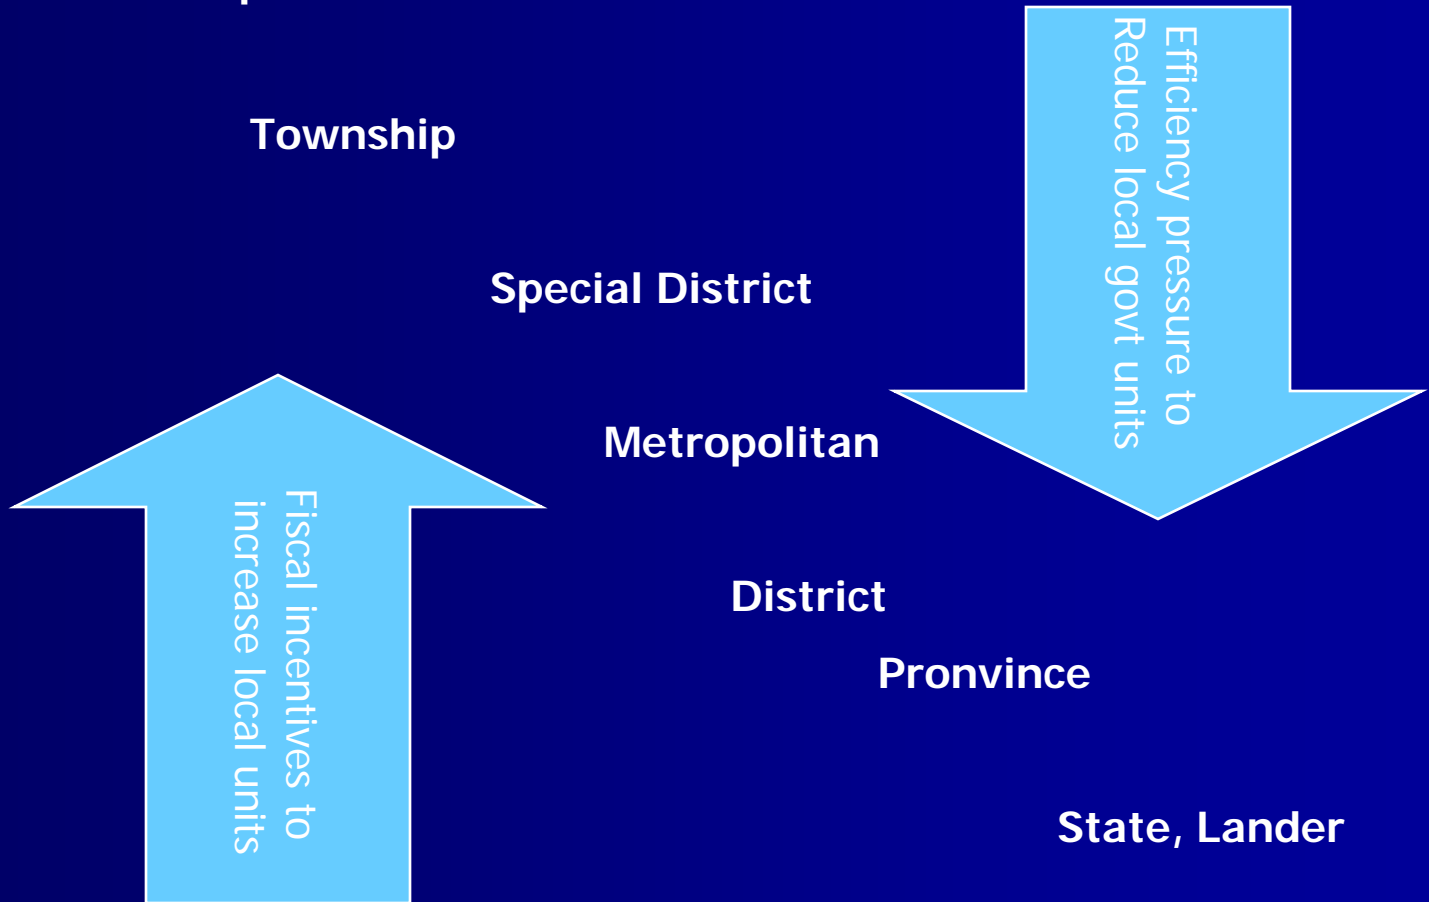 Township
Special District
Metropolitan
District
Pronvince
State, Lander
Efficiency pressure to
Reduce local govt units
Fiscal incentives to
increase local units